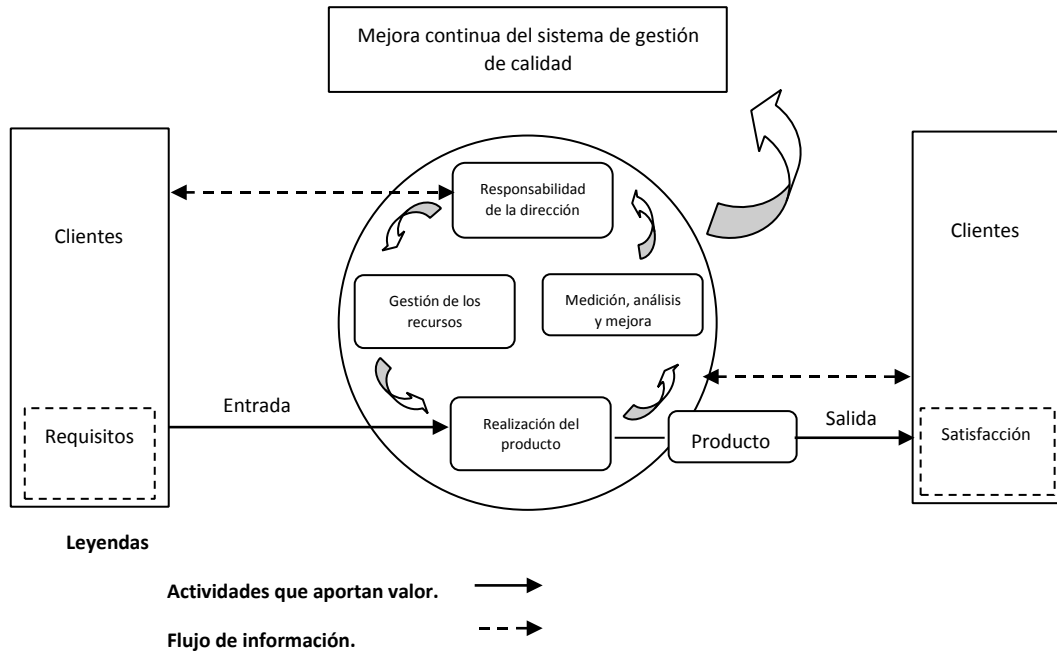 Mejora continua del sistema de gestión
de calidad
Clientes
Responsabilidad
de la dirección
Clientes
Gestión de los
recursos
Medición, análisis
y mejora
Entrada
Requisitos
Realización del
producto
Producto
Salida
Satisfacción
Leyendas
Actividades que aportan valor.
Flujo de información.